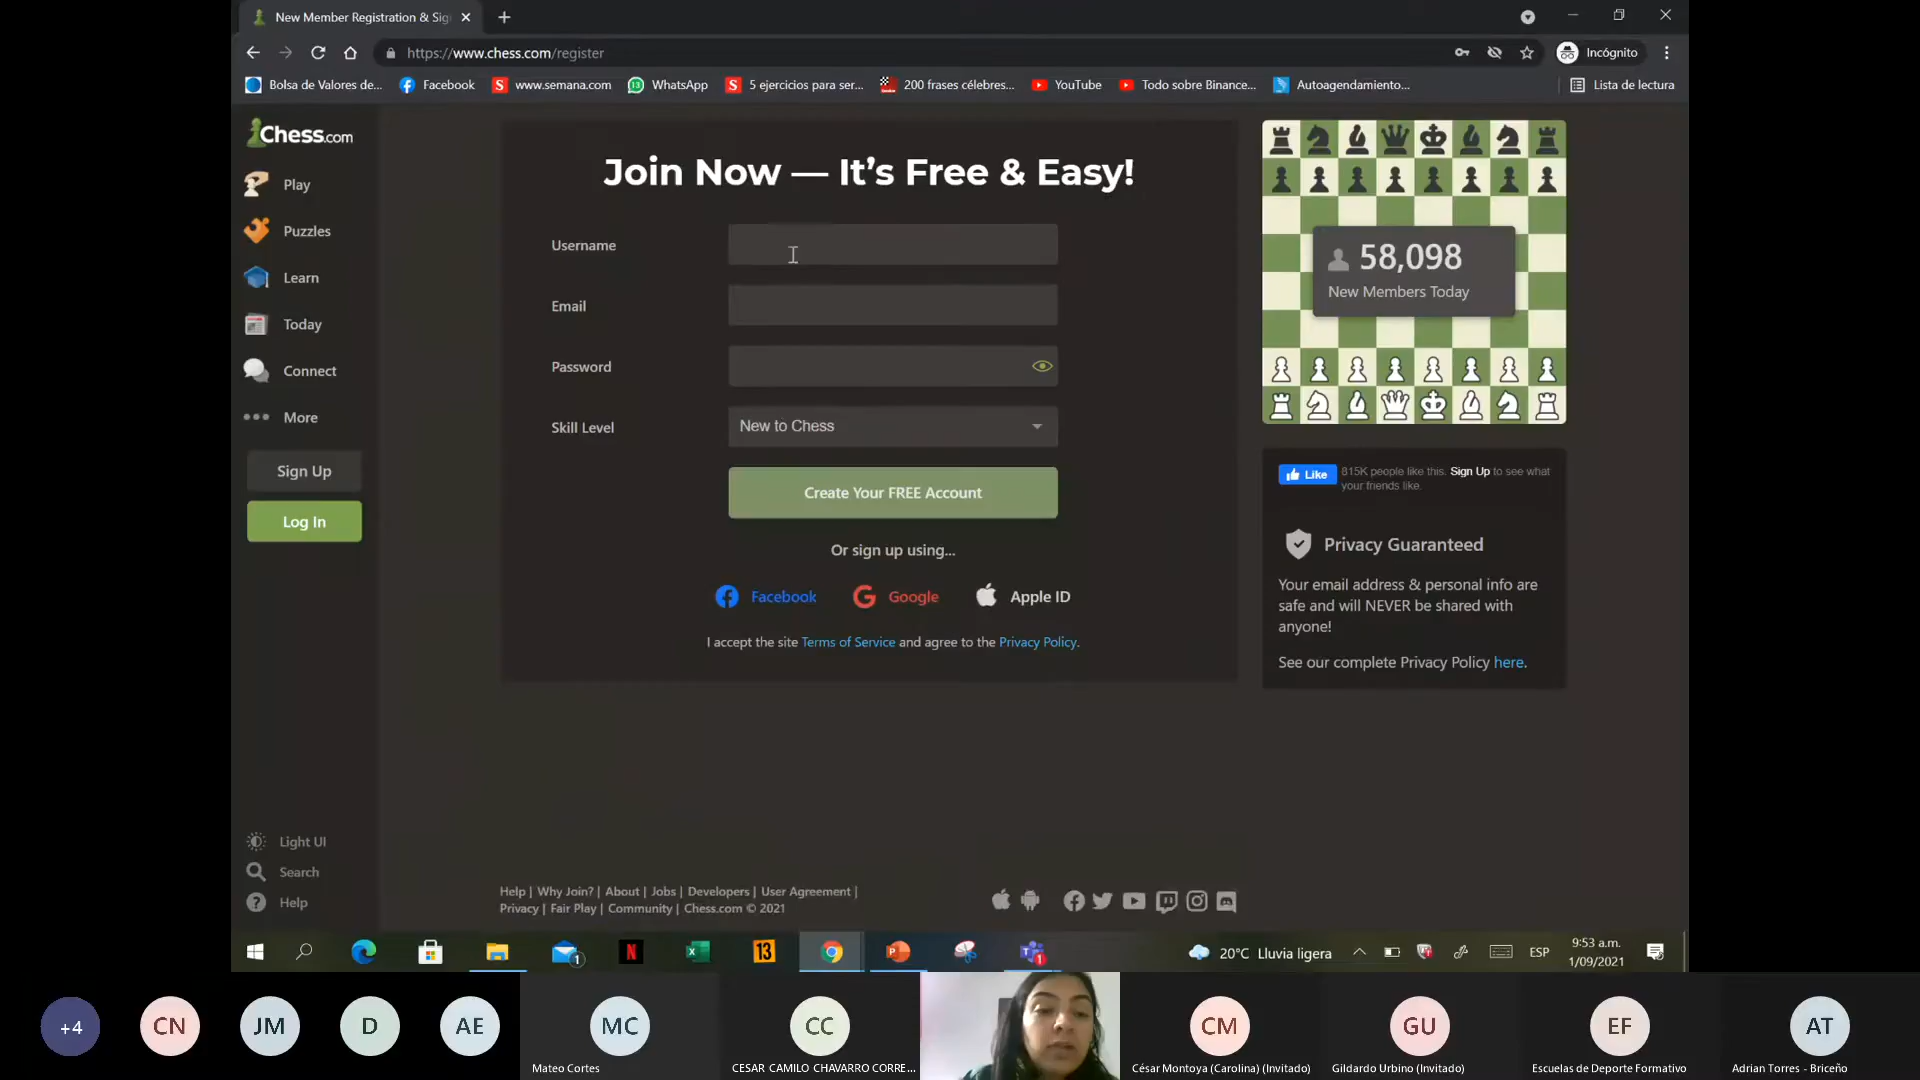 New Member Registration & Sig
https://www.chess.com/register
Incógnito
Bolsa de Valores de...
Facebook
www.semana.com
13
WhatsApp
5 ejercicios para ser...
200 frases célebres...
YouTube
Todo sobre Binance...
Autoagendamiento...
Lista de lectura
Chess.com
Play
Puzzles
Learn
Today
Connect
More
Sign Up
Log In
Light UI
Search
Help
Join Now — It's Free & Easy!
Username
Email
Password
Skill Level
New to Chess
Create Your FREE Account
Or sign up using...
Facebook
Google
Apple ID
I accept the site Terms of Service and agree to the Privacy Policy.
58,098
New Members Today
Like
815K people like this. Sign Up to see what
your friends like.
Privacy Guaranteed
Your email address & personal info are
safe and will NEVER be shared with
anyone!
See our complete Privacy Policy here.
Help | Why Join? | About | Jobs | Developers | User Agreement |
Privacy | Fair Play | Community | Chess.com © 2021
1
N
13
1
20°C Lluvia ligera
ESP
9:53 a.m.
1/09/2021
+4
CN
JM
D
AE
MC
Mateo Cortes
CC
CESAR CAMILO CHAVARRO CORRE...
CM
César Montoya (Carolina) (Invitado)
GU
Gildardo Urbino (Invitado)
EF
Escuelas de Deporte Formativo
AT
Adrian Torres - Briceño